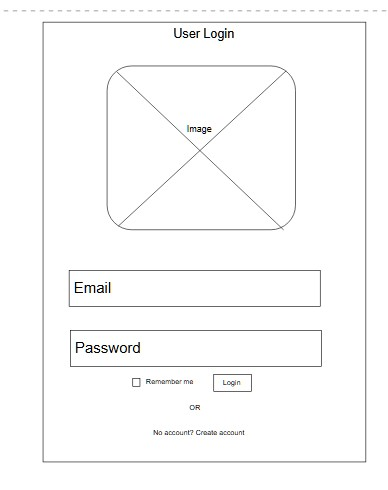 User Login
Image
Email
Password
Remember me Login
OR
No account? Create account